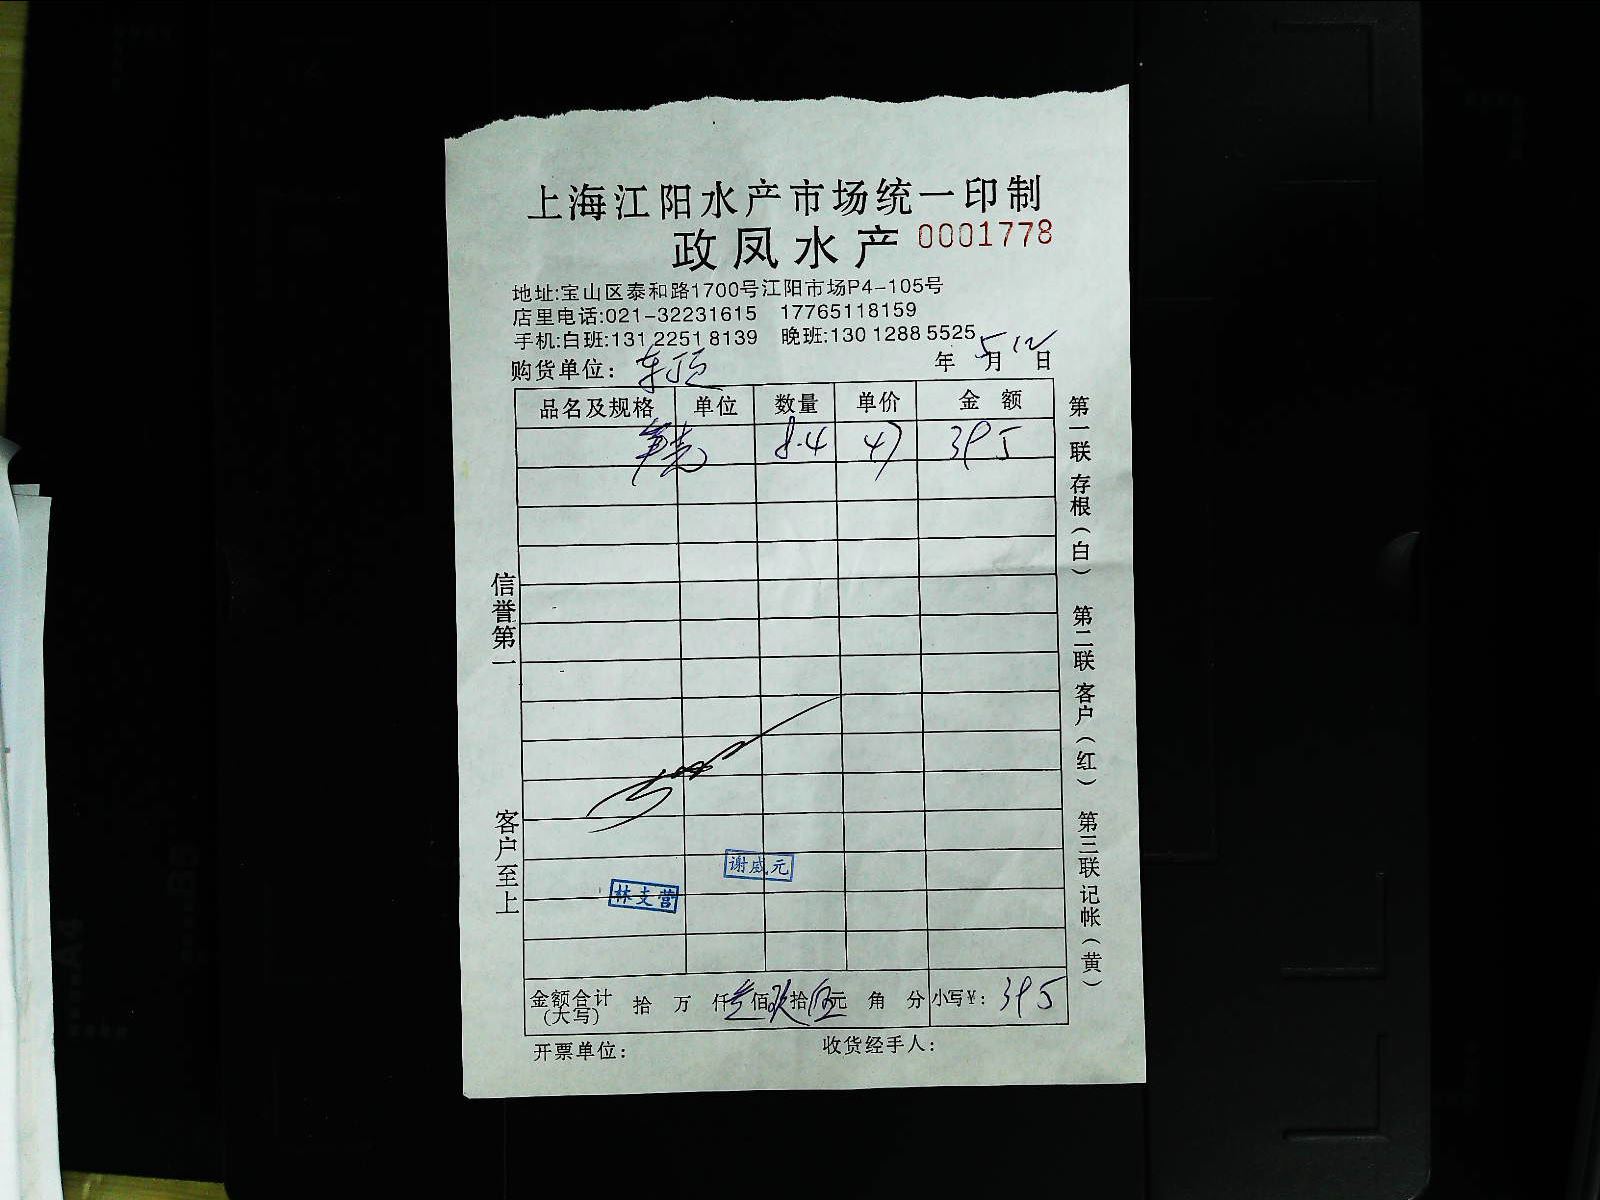 上海江阳水产市场统一印制
政凤水产 0001778
地址:宝山区泰和路1700号江阳市场P4-105号
店里电话:021-32231615 17765118159
手机:白班:131 2251 8139 晚班:130 1288 5525
购货单位: 年 5 月 12 日
品名及规格 单位 数量 单价 金额
8.4 47 395
信誉第一
客户至上
谢威元
林支营
金额合计(大写) 拾 万 仟 叁 佰 玖 拾 伍 元 角 分 小写¥: 395
开票单位: 收货经手人:
第一联存根(白) 第二联客户(红) 第三联记帐(黄)